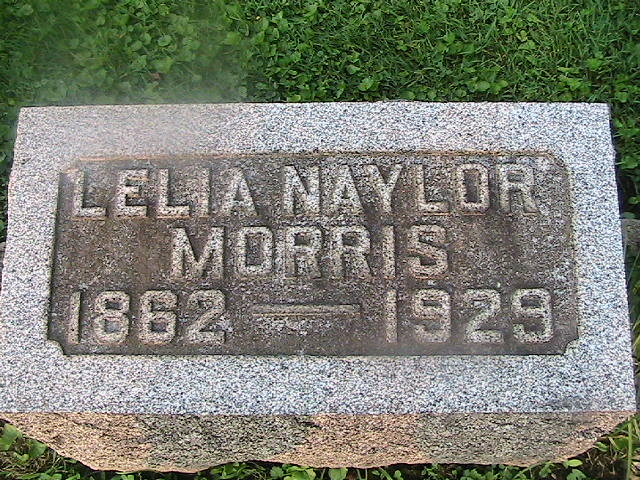 LELIA NAYLOR
MORRIS
1862 — 1929